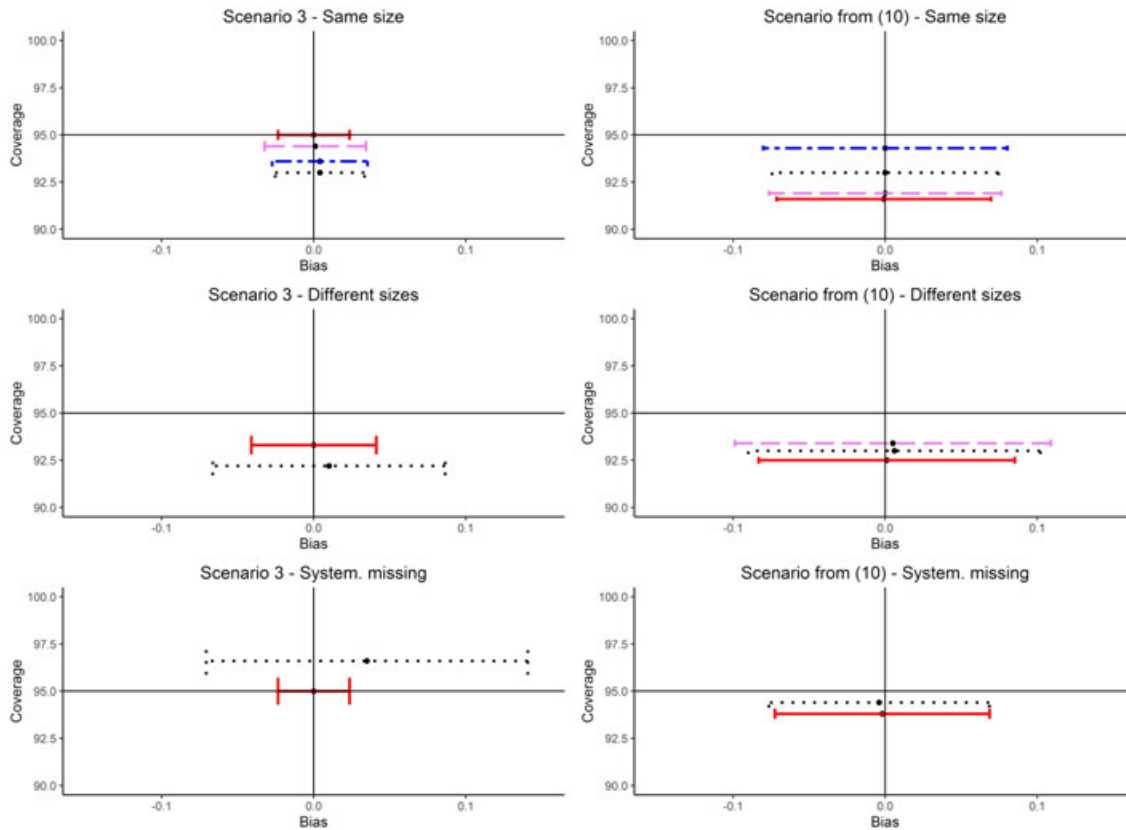 Scenario 3 - Same size
100.0
97.5
95.0
92.5
90.0
Coverage
-0.1
0.0
0.1
Bias
Scenario from (10) - Same size
100.0
97.5
95.0
92.5
90.0
Coverage
-0.1
0.0
0.1
Bias
Scenario 3 - Different sizes
100.0
97.5
95.0
92.5
90.0
Coverage
-0.1
0.0
0.1
Bias
Scenario from (10) - Different sizes
100.0
97.5
95.0
92.5
90.0
Coverage
-0.1
0.0
0.1
Bias
Scenario 3 - System. missing
100.0
97.5
95.0
92.5
90.0
Coverage
-0.1
0.0
0.1
Bias
Scenario from (10) - System. missing
100.0
97.5
95.0
92.5
90.0
Coverage
-0.1
0.0
0.1
Bias